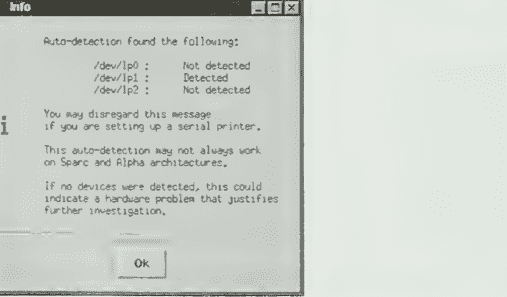 Info
Auto-detection found the following:
/dev/lp0 : Not detected
/dev/lp1 : Detected
/dev/lp2 : Not detected
You may disregard this message
if you are setting up a serial printer.
i
This auto-detection may not always work
on Sparc and Alpha architectures.
If no devices were detected, this could
indicate a hardware problem that justifies
further investigation.
Ok